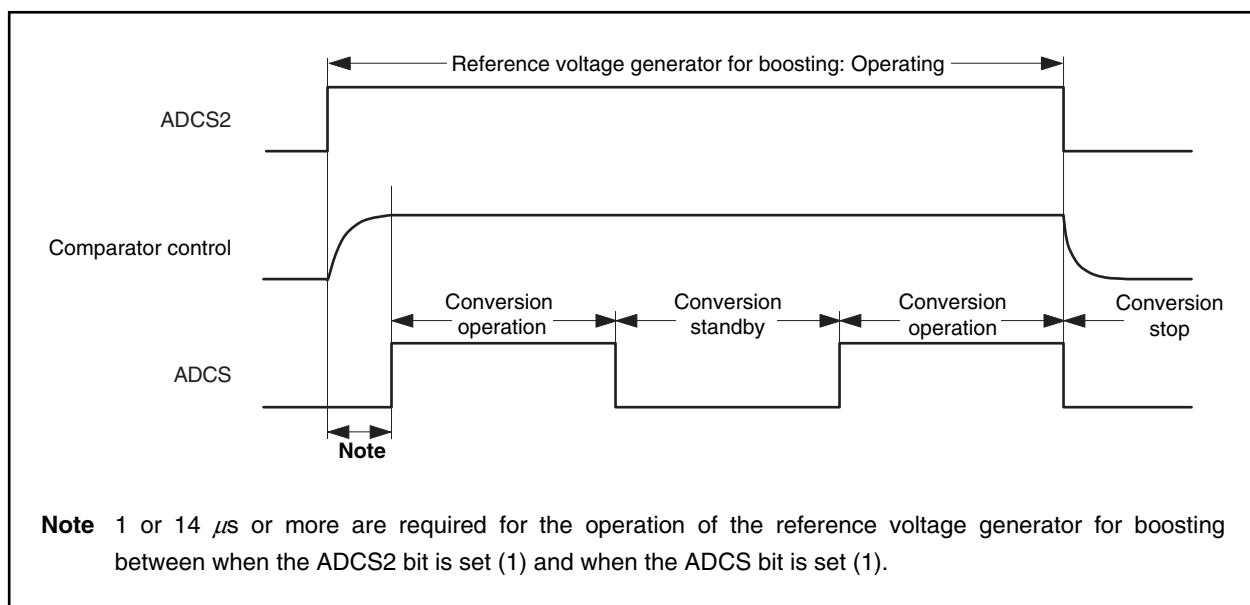 Reference voltage generator for boosting: Operating
ADCS2
Comparator control
Conversion
operation
Conversion
standby
Conversion
operation
Conversion
stop
ADCS
Note
Note 1 or 14 μs or more are required for the operation of the reference voltage generator for boosting
between when the ADCS2 bit is set (1) and when the ADCS bit is set (1).